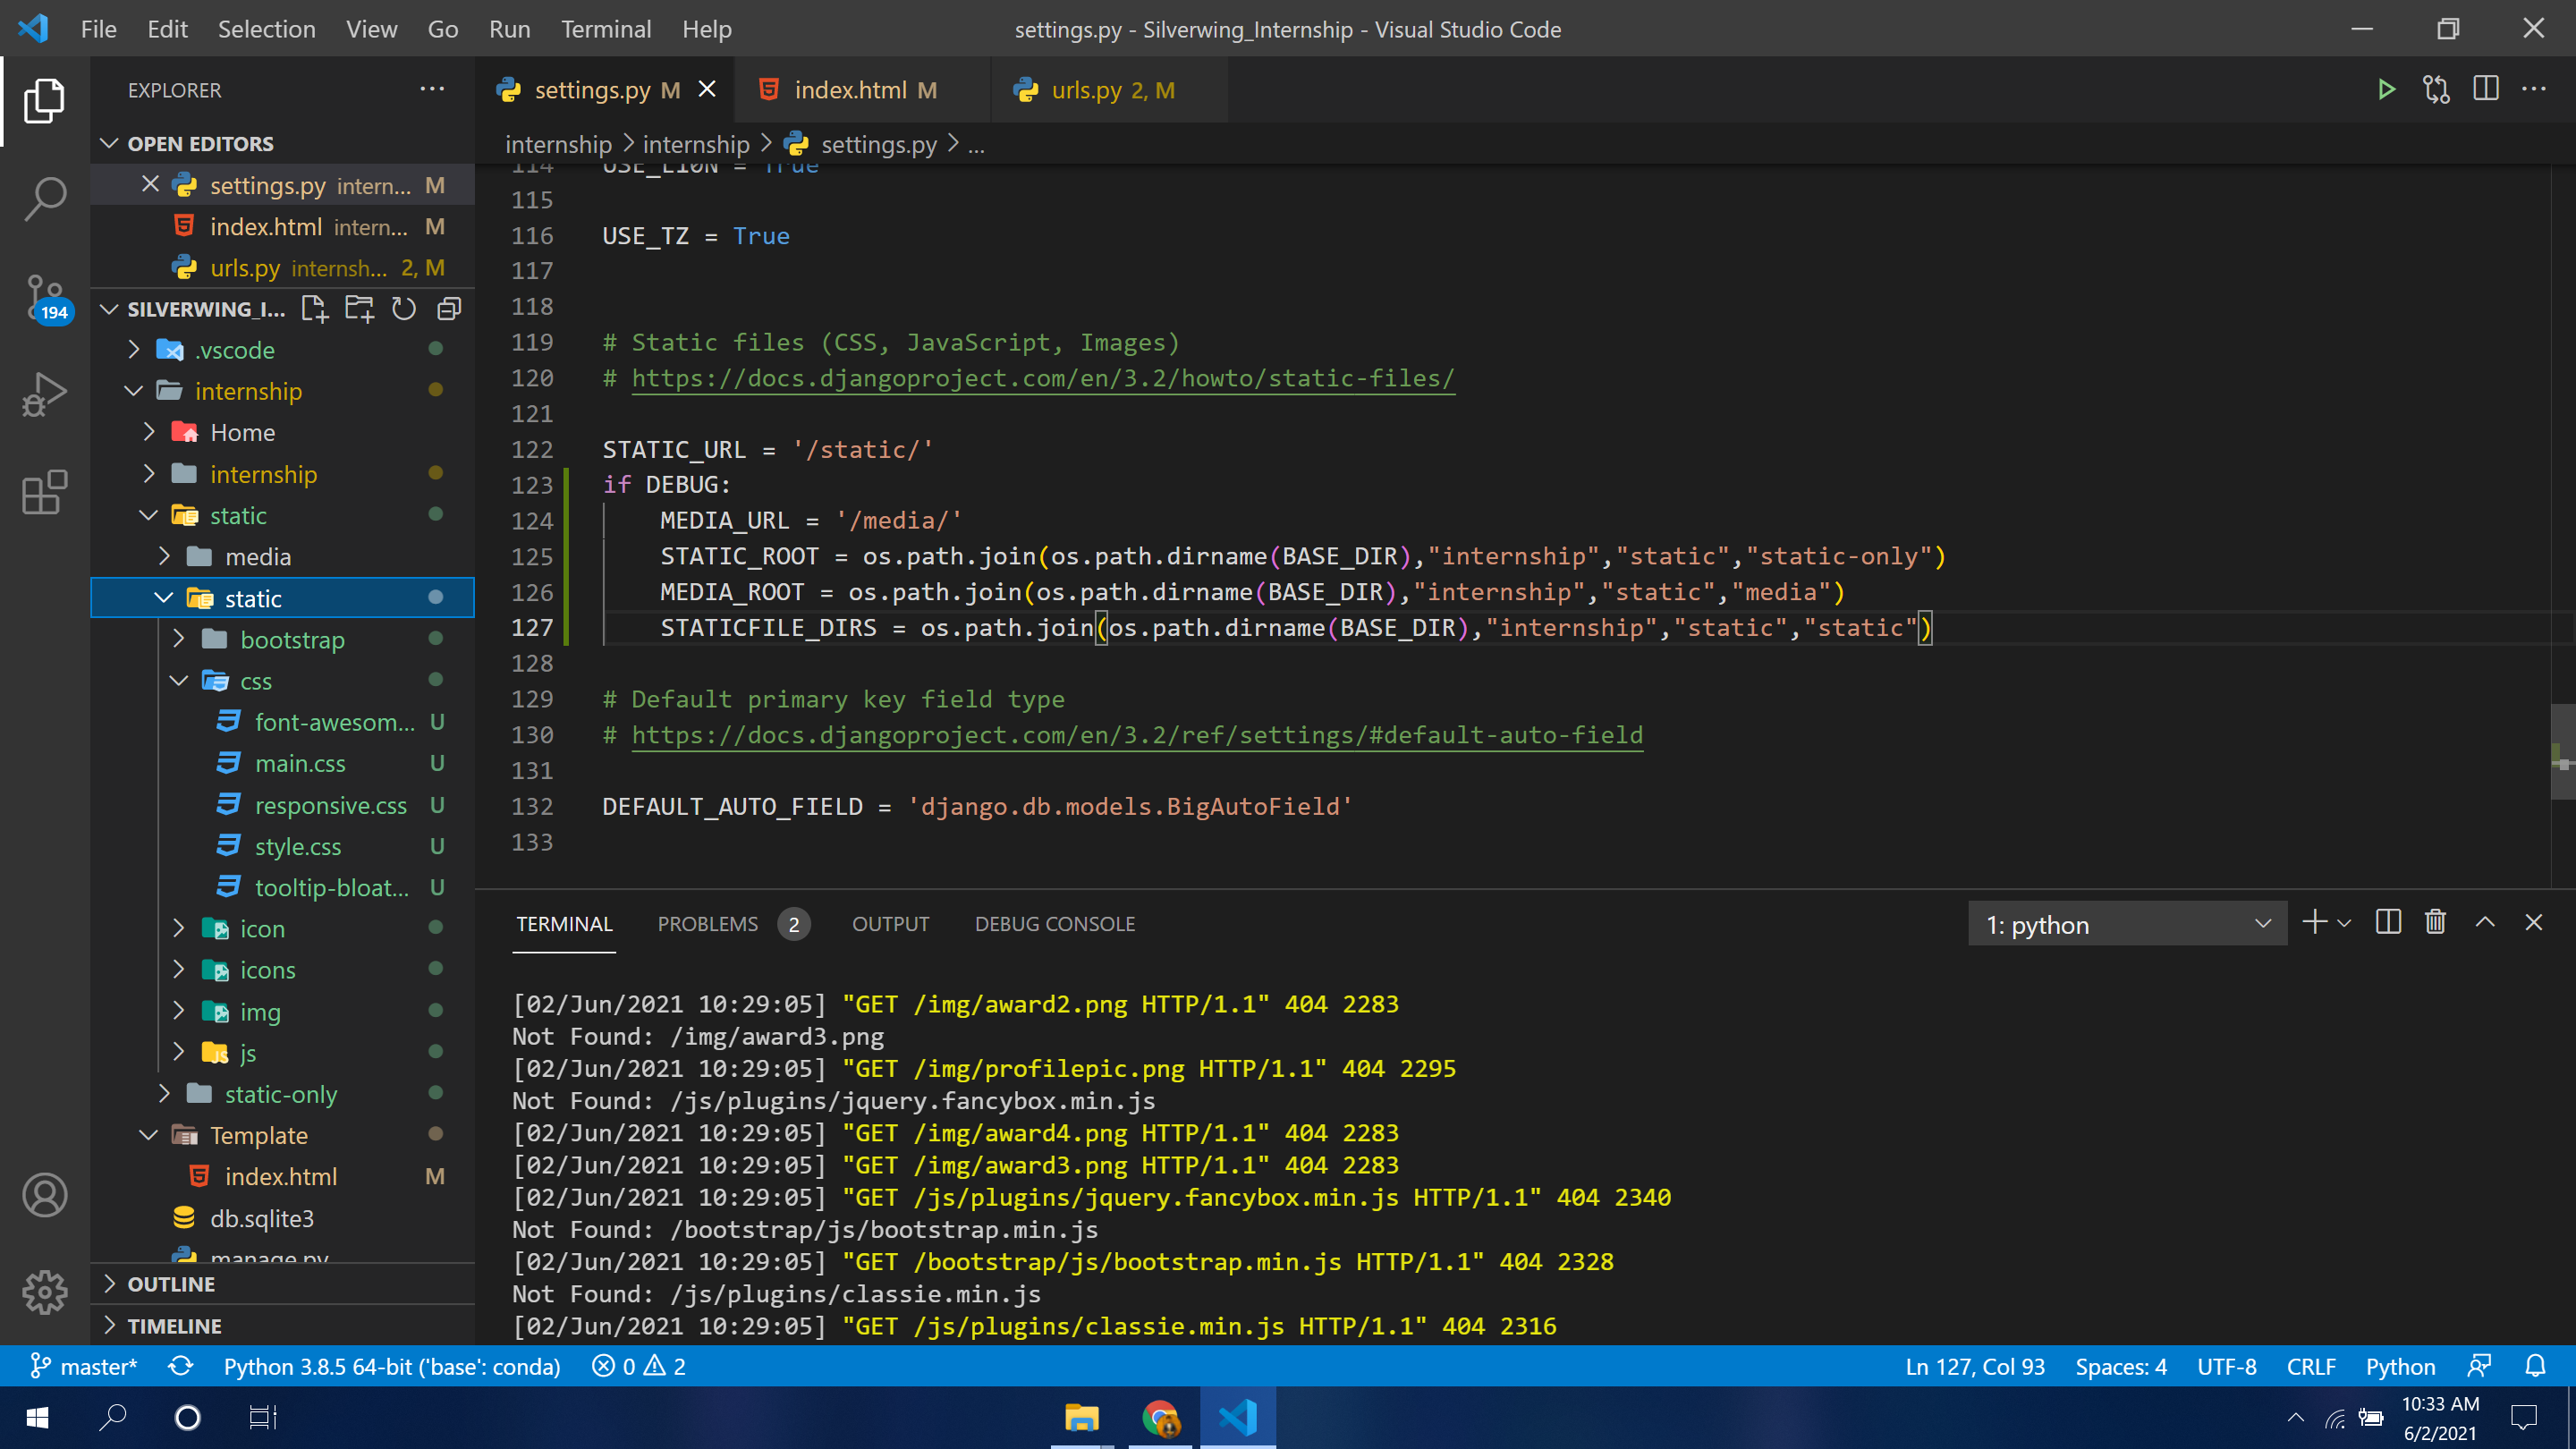 File Edit Selection View Go Run Terminal Help
settings.py - Silverwing_Internship - Visual Studio Code
EXPLORER
OPEN EDITORS
settings.py intern... M
index.html intern... M
urls.py internsh... 2, M
SILVERWING_I...
194
.vscode
internship
Home
internship
static
media
static
bootstrap
css
font-awesom... U
main.css U
responsive.css U
style.css U
tooltip-bloat... U
icon
icons
img
js
static-only
Template
index.html M
db.sqlite3
manage.py
OUTLINE
TIMELINE
settings.py M
index.html M
urls.py 2, M
internship > internship > settings.py > ...
114 USE_L10N = True
115
116 USE_TZ = True
117
118
119 # Static files (CSS, JavaScript, Images)
120 # https://docs.djangoproject.com/en/3.2/howto/static-files/
121
122 STATIC_URL = '/static/'
123 if DEBUG:
124 MEDIA_URL = '/media/'
125 STATIC_ROOT = os.path.join(os.path.dirname(BASE_DIR),"internship","static","static-only")
126 MEDIA_ROOT = os.path.join(os.path.dirname(BASE_DIR),"internship","static","media")
127 STATICFILE_DIRS = os.path.join(os.path.dirname(BASE_DIR),"internship","static","static")
128
129 # Default primary key field type
130 # https://docs.djangoproject.com/en/3.2/ref/settings/#default-auto-field
131
132 DEFAULT_AUTO_FIELD = 'django.db.models.BigAutoField'
133
TERMINAL PROBLEMS 2 OUTPUT DEBUG CONSOLE
1: python
[02/Jun/2021 10:29:05] "GET /img/award2.png HTTP/1.1" 404 2283
Not Found: /img/award3.png
[02/Jun/2021 10:29:05] "GET /img/profilepic.png HTTP/1.1" 404 2295
Not Found: /js/plugins/jquery.fancybox.min.js
[02/Jun/2021 10:29:05] "GET /img/award4.png HTTP/1.1" 404 2283
[02/Jun/2021 10:29:05] "GET /img/award3.png HTTP/1.1" 404 2283
[02/Jun/2021 10:29:05] "GET /js/plugins/jquery.fancybox.min.js HTTP/1.1" 404 2340
Not Found: /bootstrap/js/bootstrap.min.js
[02/Jun/2021 10:29:05] "GET /bootstrap/js/bootstrap.min.js HTTP/1.1" 404 2328
Not Found: /js/plugins/classie.min.js
[02/Jun/2021 10:29:05] "GET /js/plugins/classie.min.js HTTP/1.1" 404 2316
master* Python 3.8.5 64-bit ('base': conda) 0 2
Ln 127, Col 93 Spaces: 4 UTF-8 CRLF Python
10:33 AM
6/2/2021